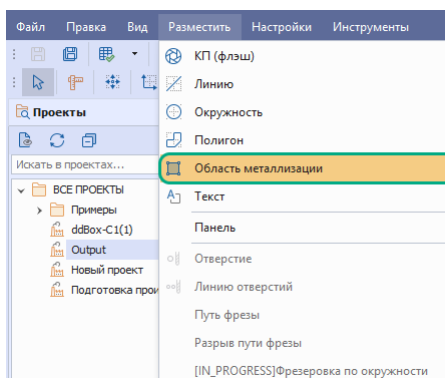 Файл Правка Вид Разместить Настройки Инструменты
КП (флэш)
Линию
Проекты
Окружность
Полигон
Искать в проектах...
Область металлизации
ВСЕ ПРОЕКТЫ
Текст
Примеры
ddBox-C1(1)
Панель
Output
Отверстие
Новый проект
Линию отверстий
Подготовка прои
Путь фрезы
Разрыв пути фрезы
[IN_PROGRESS]Фрезеровка по окружности